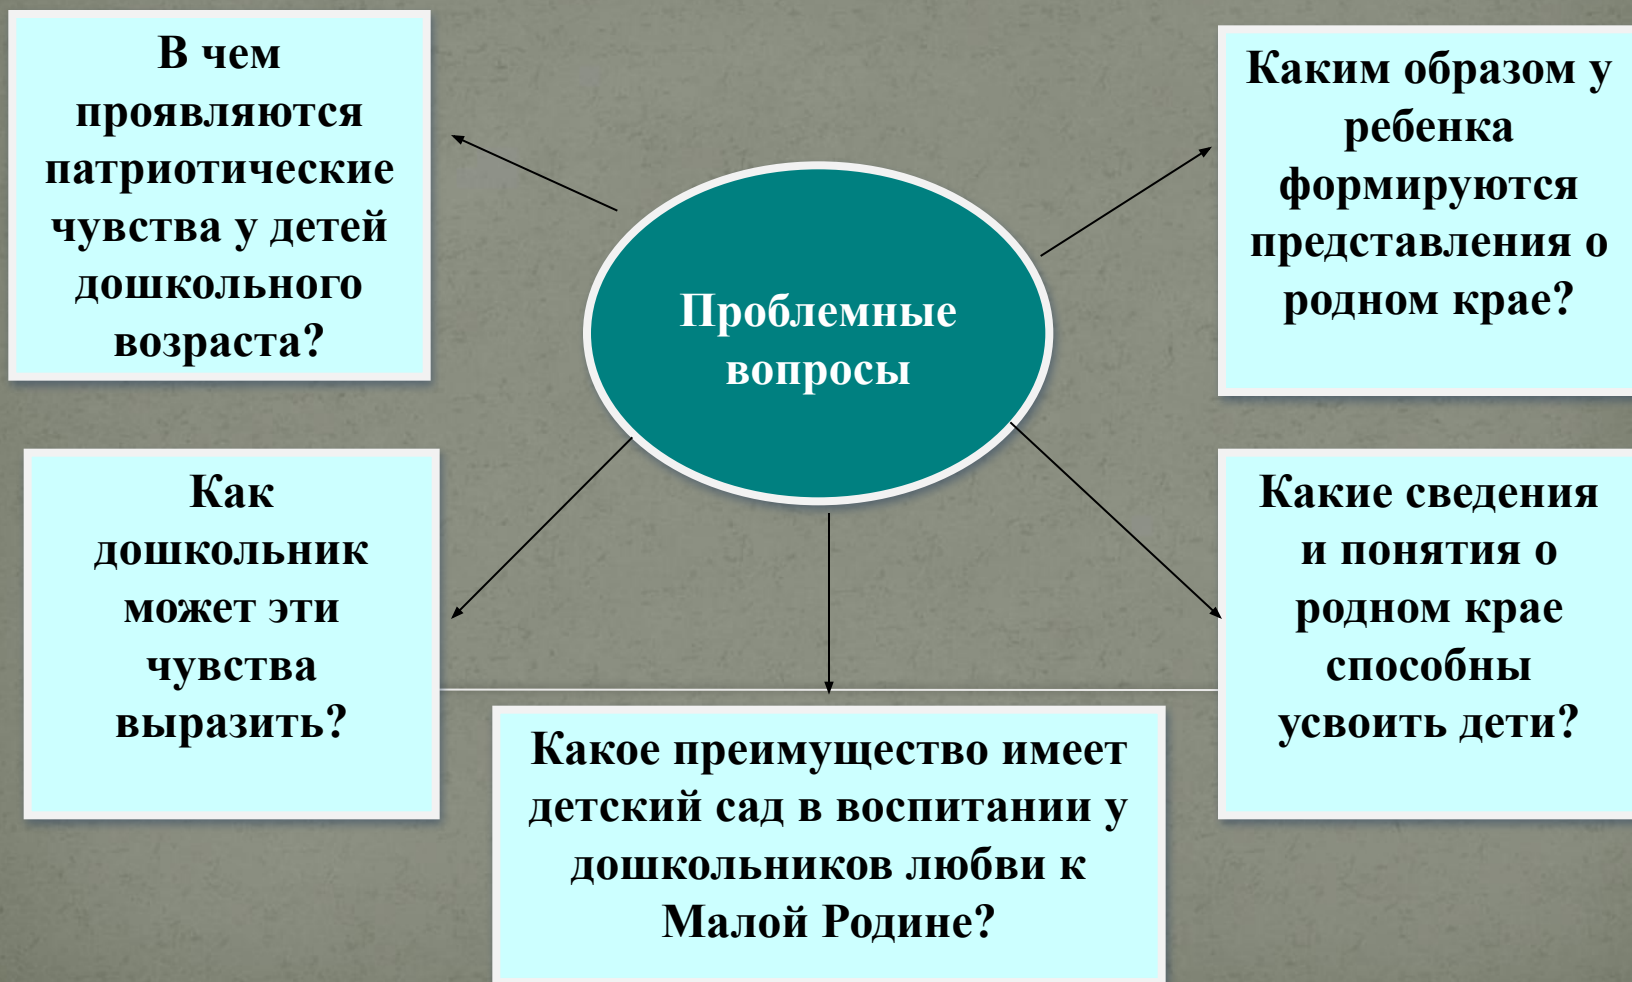 В чем
проявляются
патриотические
чувства у детей
дошкольного
возраста?
Проблемные
вопросы
Каким образом у
ребенка
формируются
представления о
родном крае?
Как
дошкольник
может эти
чувства
выразить?
Какое преимущество имеет
детский сад в воспитании у
дошкольников любви к
Малой Родине?
Какие сведения
и понятия о
родном крае
способны
усвоить дети?